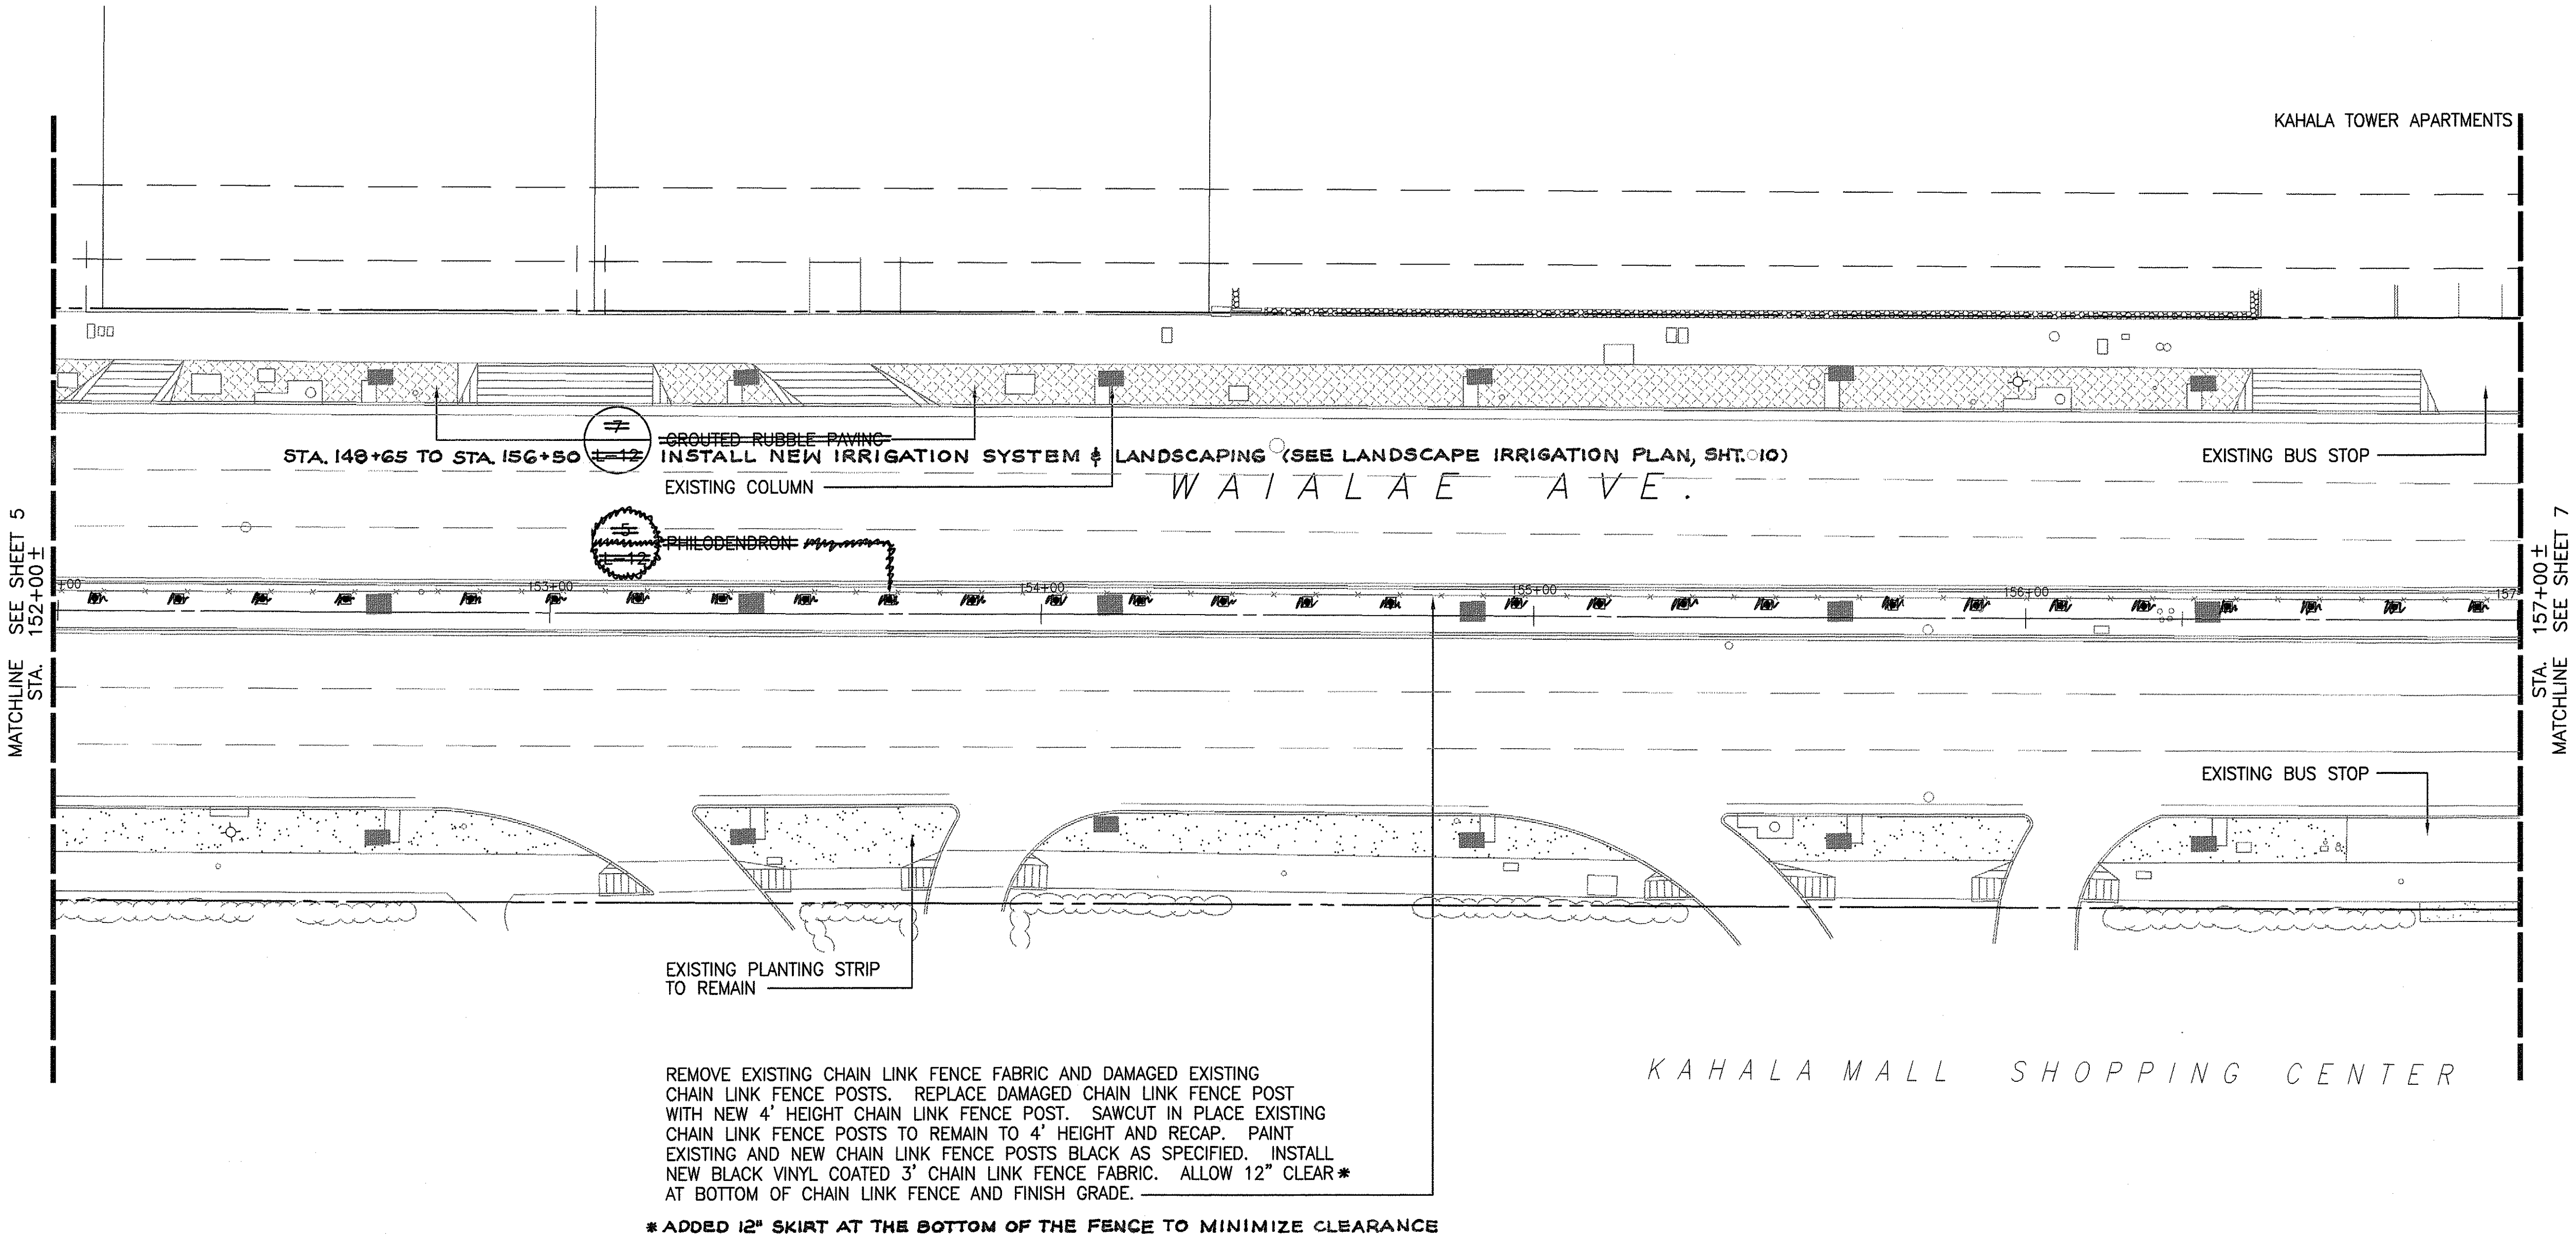 KAHALA TOWER APARTMENTS
7
GROUTED RUBBLE PAVING
STA. 148+65 TO STA. 156+50 L-12 INSTALL NEW IRRIGATION SYSTEM & LANDSCAPING (SEE LANDSCAPE IRRIGATION PLAN, SHT. 10)
EXISTING BUS STOP
EXISTING COLUMN
WAIALAE AVE.
5
PHILODENDRON
L-12
MATCHLINE SEE SHEET 5
STA. 152+00±
+00
153+00
154+00
155+00
156+00
157
STA. 157+00±
MATCHLINE SEE SHEET 7
EXISTING BUS STOP
EXISTING PLANTING STRIP
TO REMAIN
KAHALA MALL SHOPPING CENTER
REMOVE EXISTING CHAIN LINK FENCE FABRIC AND DAMAGED EXISTING
CHAIN LINK FENCE POSTS. REPLACE DAMAGED CHAIN LINK FENCE POST
WITH NEW 4' HEIGHT CHAIN LINK FENCE POST. SAWCUT IN PLACE EXISTING
CHAIN LINK FENCE POSTS TO REMAIN TO 4' HEIGHT AND RECAP. PAINT
EXISTING AND NEW CHAIN LINK FENCE POSTS BLACK AS SPECIFIED. INSTALL
NEW BLACK VINYL COATED 3' CHAIN LINK FENCE FABRIC. ALLOW 12" CLEAR *
AT BOTTOM OF CHAIN LINK FENCE AND FINISH GRADE.
* ADDED 12" SKIRT AT THE BOTTOM OF THE FENCE TO MINIMIZE CLEARANCE